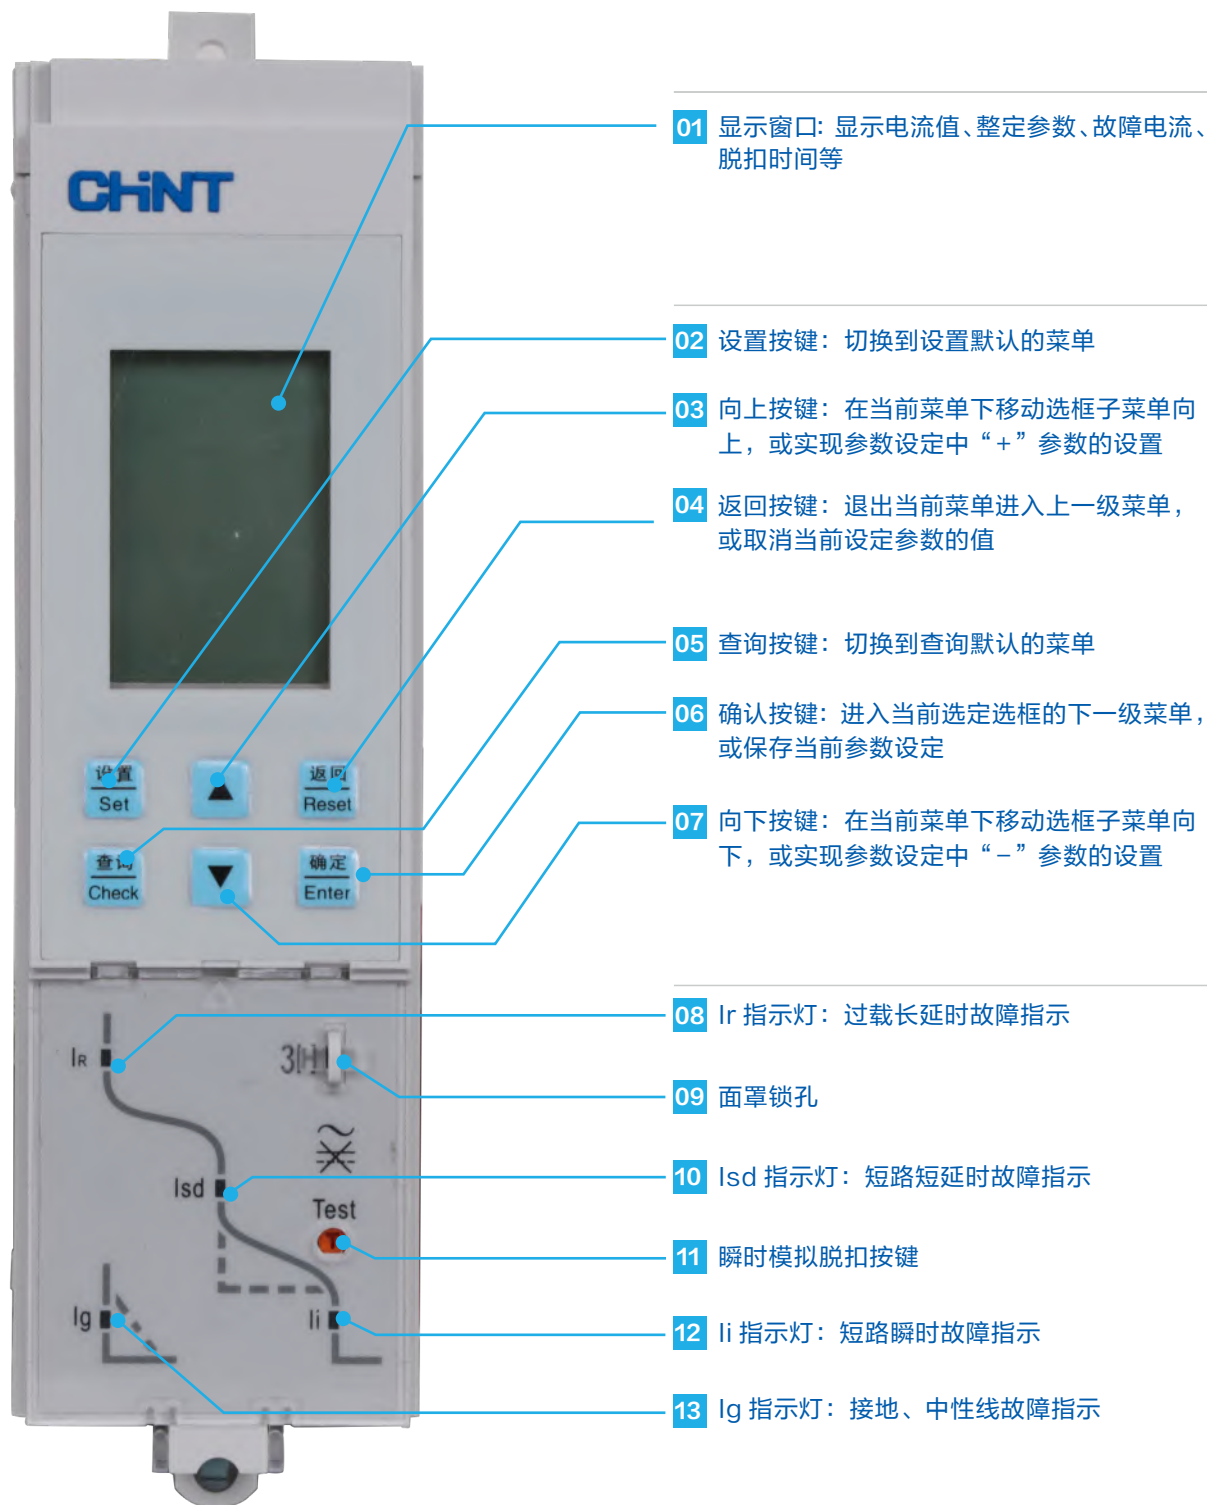 CHiNT
01 显示窗口: 显示电流值、整定参数、故障电流、
脱扣时间等
02 设置按键：切换到设置默认的菜单
03 向上按键：在当前菜单下移动选框子菜单向
上，或实现参数设定中“+”参数的设置
04 返回按键：退出当前菜单进入上一级菜单，
或取消当前设定参数的值
05 查询按键：切换到查询默认的菜单
06 确认按键: 进入当前选定选框的下一级菜单，
或保存当前参数设定
07 向下按键：在当前菜单下移动选框子菜单向
下，或实现参数设定中“-”参数的设置
设置
Set
返回
Reset
查询
Check
确定
Enter
08 Ir 指示灯：过载长延时故障指示
09 面罩锁孔
10 Isd 指示灯：短路短延时故障指示
11 瞬时模拟脱扣按键
12 Ii 指示灯：短路瞬时故障指示
13 Ig 指示灯：接地、中性线故障指示
IR
Isd
Test
Ig
Ii